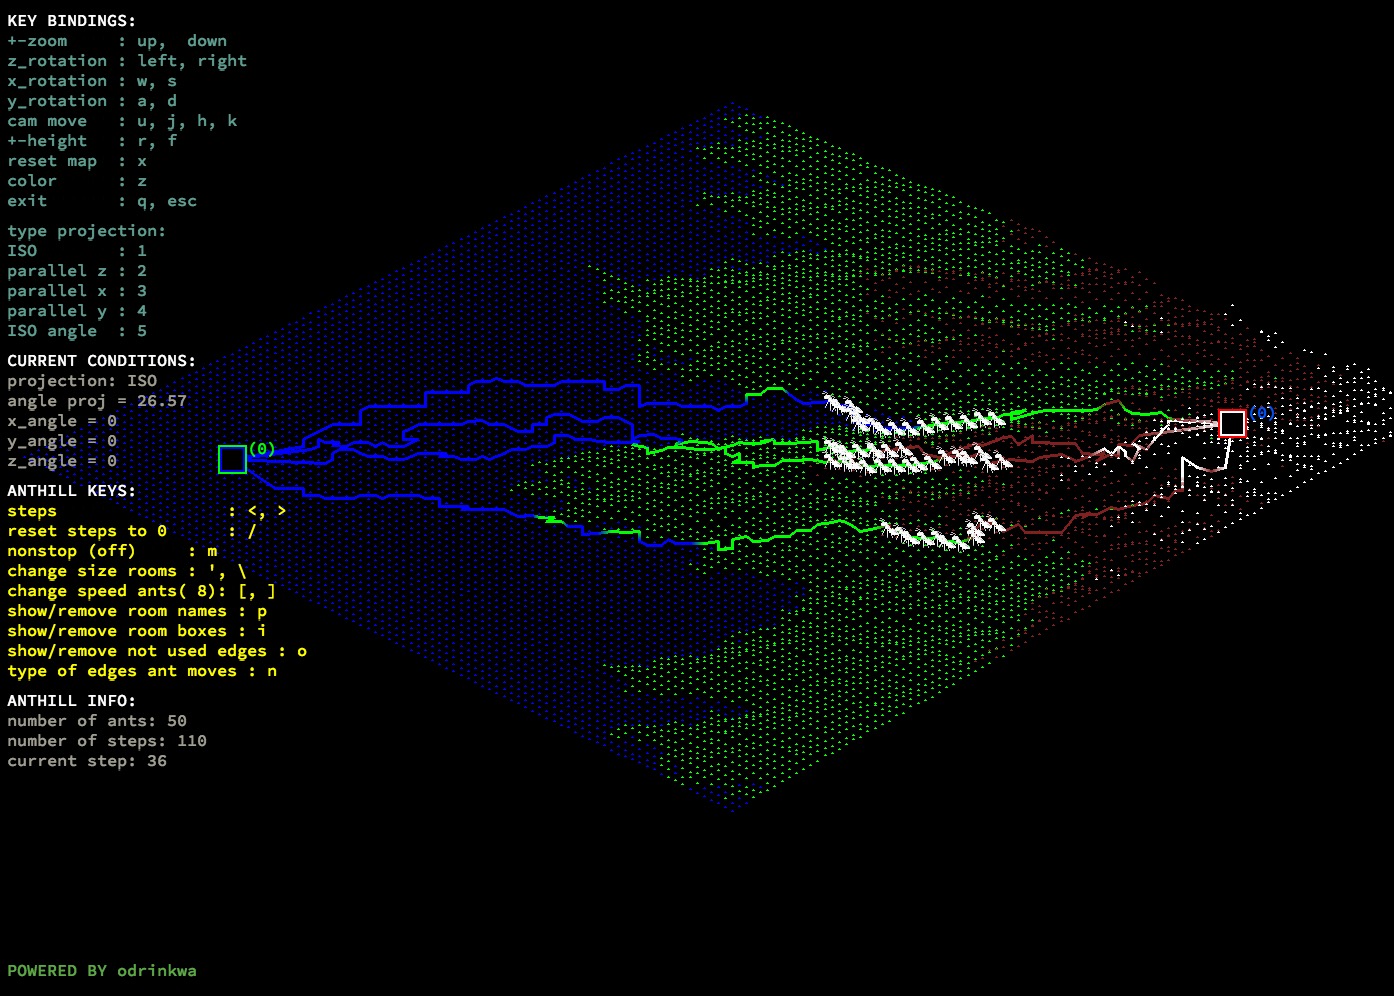 KEY BINDINGS:
+-zoom     : up,  down
z_rotation : left, right
x_rotation : w, s
y_rotation : a, d
cam move   : u, j, h, k
+-height   : r, f
reset map  : x
color      : z
exit       : q, esc
type projection:
ISO        : 1
parallel z : 2
parallel x : 3
parallel y : 4
ISO angle  : 5
CURRENT CONDITIONS:
projection: ISO
angle proj = 26.57
x_angle = 0
y_angle = 0
z_angle = 0
(0)
(0)
ANTHILL KEYS:
steps                 : <, >
reset steps to 0      : /
nonstop (off)     : m
change size rooms : ', \
change speed ants( 8): [, ]
show/remove room names : p
show/remove room boxes : i
show/remove not used edges : o
type of edges ant moves : n
ANTHILL INFO:
number of ants: 50
number of steps: 110
current step: 36
POWERED BY odrinkwa